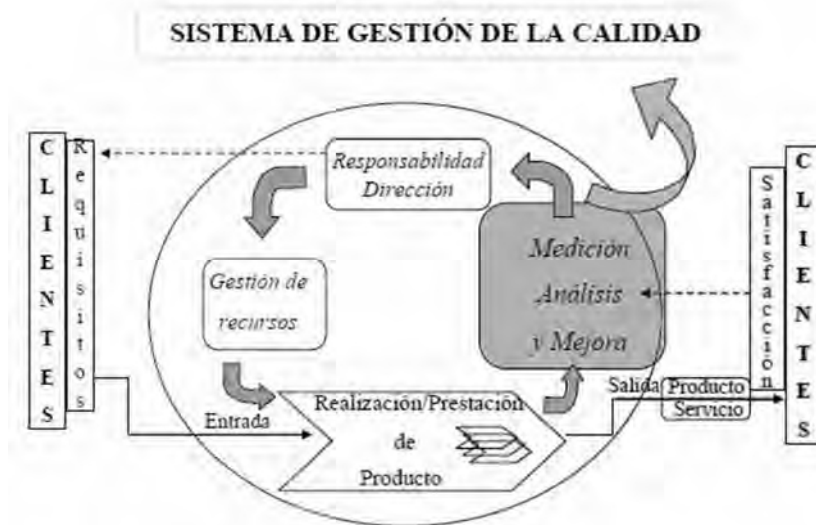 SISTEMA DE GESTIÓN DE LA CALIDAD
CLIENTES
Requisitos
Responsabilidad
Dirección
Gestión de
recursos
Medición
Análisis
y Mejora
Satisfacción
CLIENTES
Entrada
Realización/Prestación
de
Producto
Salida
Producto
Servicio